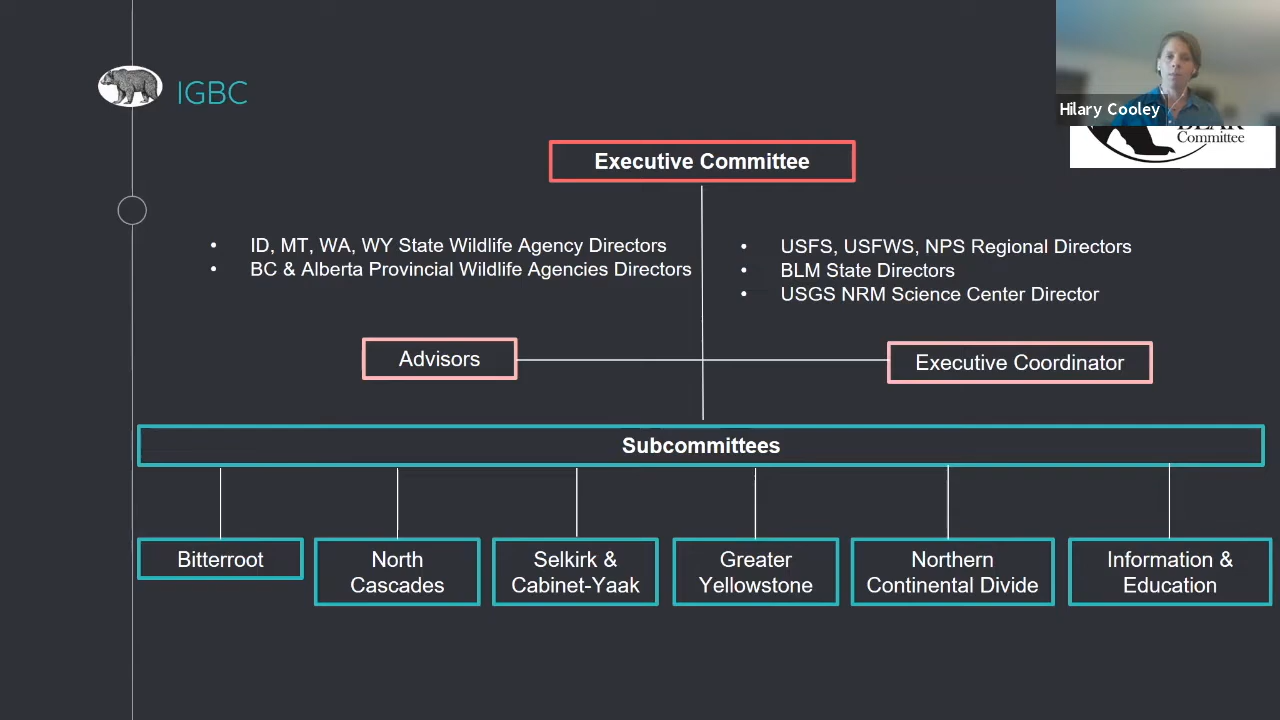 IGBC
Hilary Cooley
Committee
Executive Committee
• ID, MT, WA, WY State Wildlife Agency Directors
• BC & Alberta Provincial Wildlife Agencies Directors
• USFS, USFWS, NPS Regional Directors
• BLM State Directors
• USGS NRM Science Center Director
Advisors
Executive Coordinator
Subcommittees
Bitterroot
North
Cascades
Selkirk &
Cabinet-Yaak
Greater
Yellowstone
Northern
Continental Divide
Information &
Education